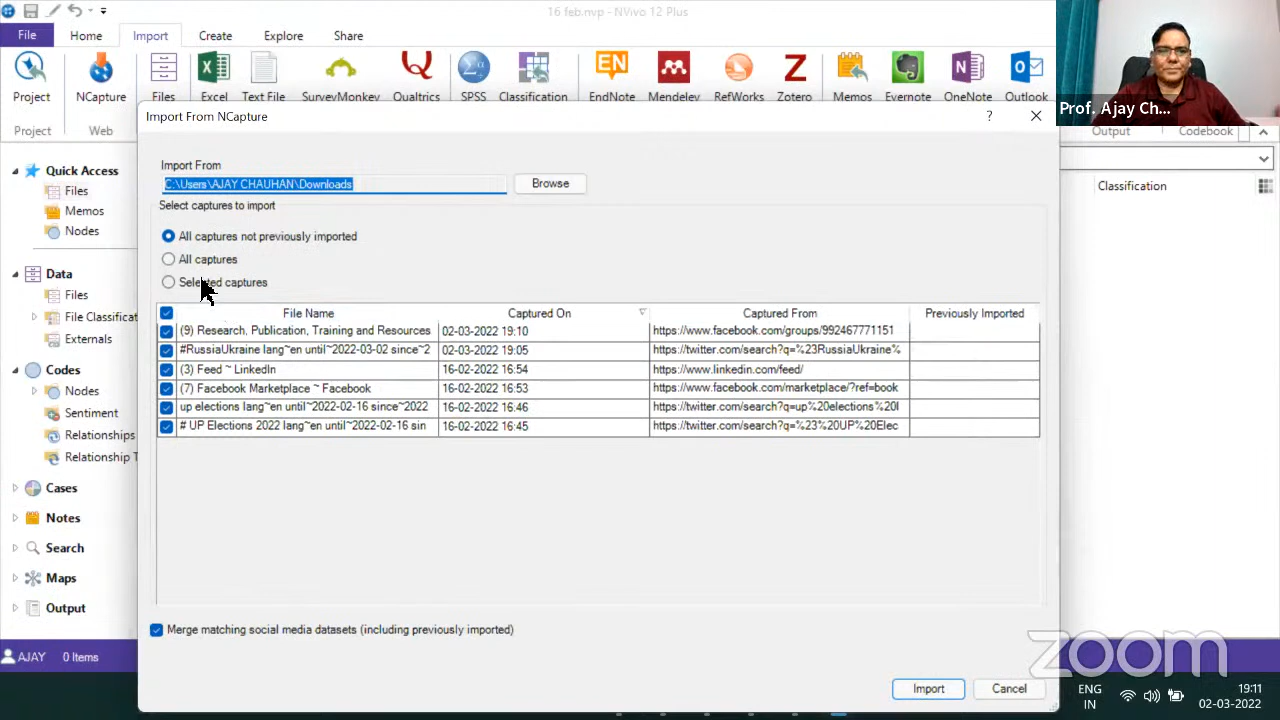 16 feb.nvp - NVivo 12 Plus
File Home Import Create Explore Share
Project NCapture Files Excel Text File SurveyMonkey Qualtrics SPSS Classification EndNote Mendeley RefWorks Zotero Memos Evernote OneNote Outlook
Project Web Output Codebook
Prof. Ajay Ch...
Import From NCapture
Import From
C:\Users\AJAY CHAUHAN\Downloads Browse
Select captures to import
All captures not previously imported
All captures
Selected captures
File Name Captured On Captured From Previously Imported
(9) Research, Publication, Training and Resources 02-03-2022 19:10 https://www.facebook.com/groups/992467771151
#RussiaUkraine lang~en until~2022-03-02 since~2 02-03-2022 19:05 https://twitter.com/search?q=%23RussiaUkraine%
(3) Feed ~ LinkedIn 16-02-2022 16:54 https://www.linkedin.com/feed/
(7) Facebook Marketplace ~ Facebook 16-02-2022 16:53 https://www.facebook.com/marketplace/?ref=book
up elections lang~en until~2022-02-16 since~2022 16-02-2022 16:46 https://twitter.com/search?q=up%20elections%20l
# UP Elections 2022 lang~en until~2022-02-16 sin 16-02-2022 16:45 https://twitter.com/search?q=%23%20UP%20Elec
Merge matching social media datasets (including previously imported)
Import Cancel
Quick Access
Files
Memos
Nodes
Data
Files
File Classifica
Externals
Codes
Nodes
Sentiment
Relationships
Relationship T
Cases
Notes
Search
Maps
Output
Classification
AJAY 0 Items
zoom
ENG
IN
19:11
02-03-2022